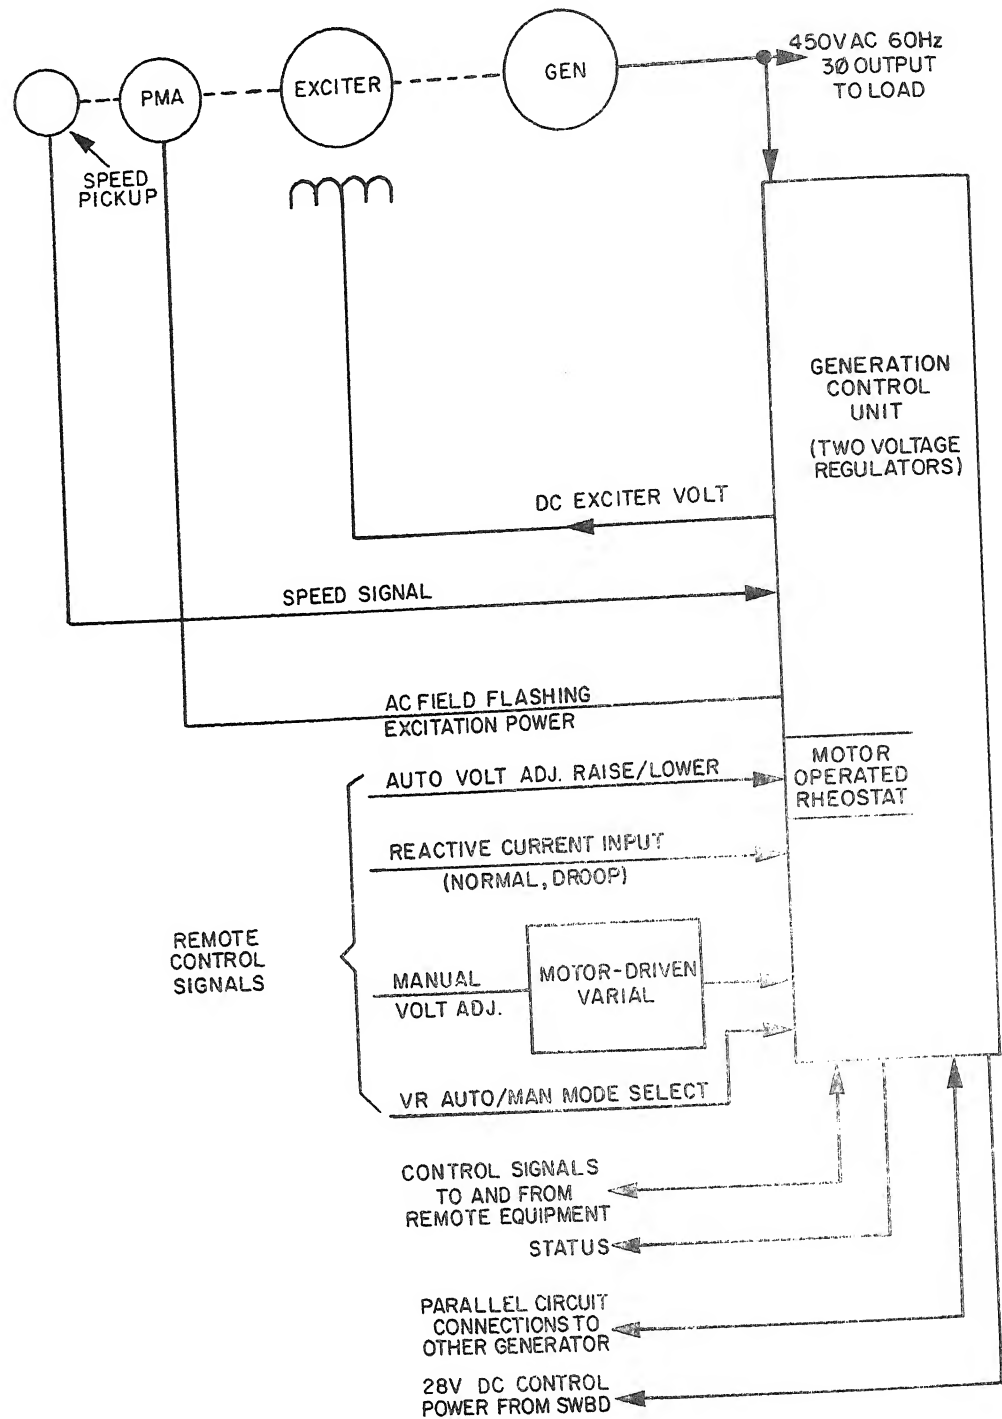 450VAC 60Hz
3Ø OUTPUT
TO LOAD
PMA
EXCITER
GEN
SPEED
PICKUP
GENERATION
CONTROL
UNIT
(TWO VOLTAGE
REGULATORS)
DC EXCITER VOLT
SPEED SIGNAL
AC FIELD FLASHING
EXCITATION POWER
MOTOR
OPERATED
RHEOSTAT
AUTO VOLT ADJ. RAISE/LOWER
REACTIVE CURRENT INPUT
(NORMAL, DROOP)
REMOTE
CONTROL
SIGNALS
MANUAL
VOLT ADJ.
MOTOR-DRIVEN
VARIAL
VR AUTO/MAN MODE SELECT
CONTROL SIGNALS
TO AND FROM
REMOTE EQUIPMENT
STATUS
PARALLEL CIRCUIT
CONNECTIONS TO
OTHER GENERATOR
28V DC CONTROL
POWER FROM SWBD